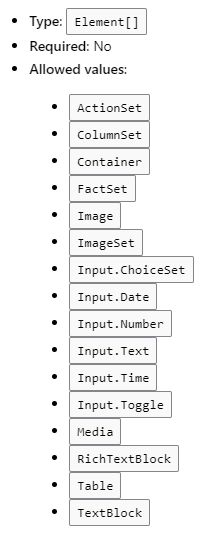 Type: Element[]
Required: No
Allowed values:
ActionSet
ColumnSet
Container
FactSet
Image
ImageSet
Input.ChoiceSet
Input.Date
Input.Number
Input.Text
Input.Time
Input.Toggle
Media
RichTextBlock
Table
TextBlock